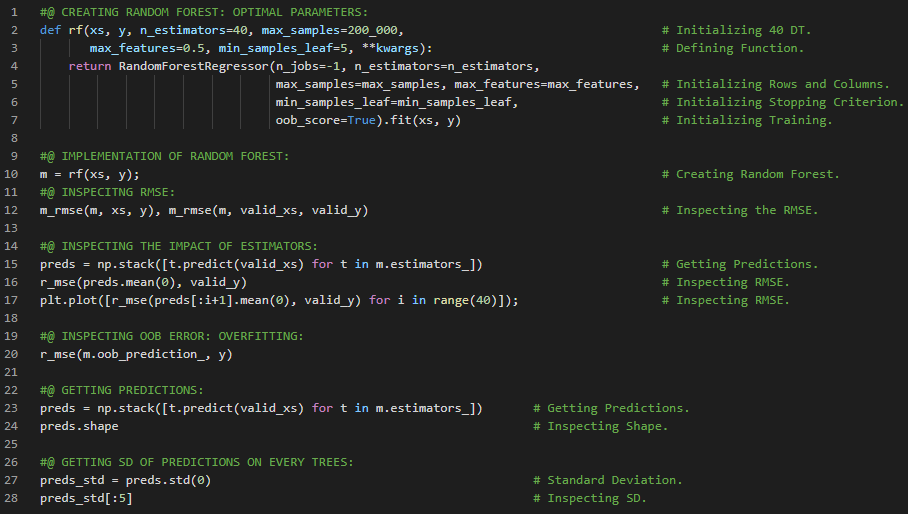 1 #@ CREATING RANDOM FOREST: OPTIMAL PARAMETERS:
2 def rf(xs, y, n_estimators=40, max_samples=200_000, # Initializing 40 DT.
3 max_features=0.5, min_samples_leaf=5, **kwargs): # Defining Function.
4 return RandomForestRegressor(n_jobs=-1, n_estimators=n_estimators,
5 max_samples=max_samples, max_features=max_features, # Initializing Rows and Columns.
6 min_samples_leaf=min_samples_leaf, # Initializing Stopping Criterion.
7 oob_score=True).fit(xs, y) # Initializing Training.
8
9 #@ IMPLEMENTATION OF RANDOM FOREST:
10 m = rf(xs, y); # Creating Random Forest.
11 #@ INSPECITNG RMSE:
12 m_rmse(m, xs, y), m_rmse(m, valid_xs, valid_y) # Inspecting the RMSE.
13
14 #@ INSPECTING THE IMPACT OF ESTIMATORS:
15 preds = np.stack([t.predict(valid_xs) for t in m.estimators_]) # Getting Predictions.
16 r_mse(preds.mean(0), valid_y) # Inspecting RMSE.
17 plt.plot([r_mse(preds[:i+1].mean(0), valid_y) for i in range(40)]); # Inspecting RMSE.
18
19 #@ INSPECTING OOB ERROR: OVERFITTING:
20 r_mse(m.oob_prediction_, y)
21
22 #@ GETTING PREDICTIONS:
23 preds = np.stack([t.predict(valid_xs) for t in m.estimators_]) # Getting Predictions.
24 preds.shape # Inspecting Shape.
25
26 #@ GETTING SD OF PREDICTIONS ON EVERY TREES:
27 preds_std = preds.std(0) # Standard Deviation.
28 preds_std[:5] # Inspecting SD.